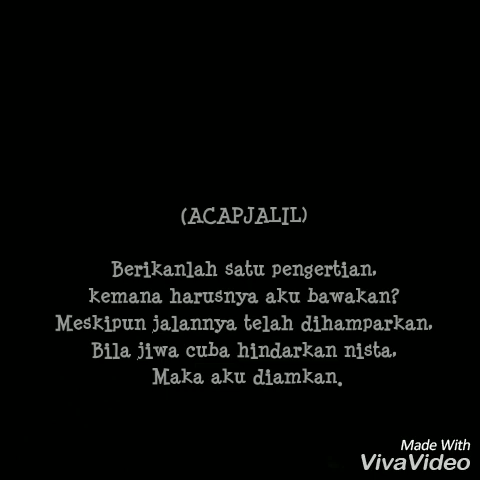 (ACAPJALIL)
Berikanlah satu pengertian,
kemana harusnya aku bawakan?
Meskipun jalannya telah dihamparkan,
Bila jiwa cuba hindarkan nista,
Maka aku diamkan.
Made With
VivaVideo